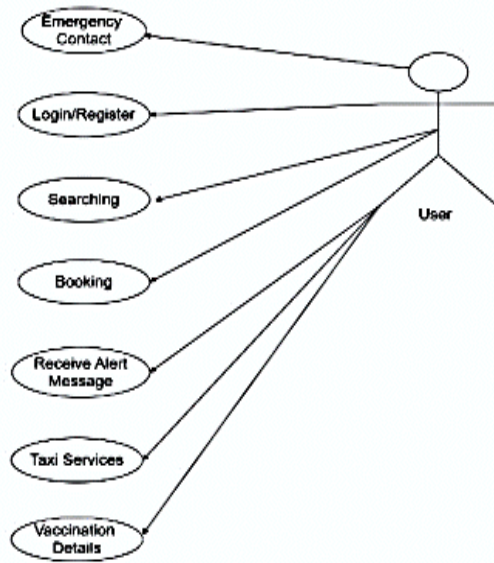 Emergency
Contact
Login/Register
Searching
User
Booking
Receive Alert
Message
Taxi Services
Vaccination
Details